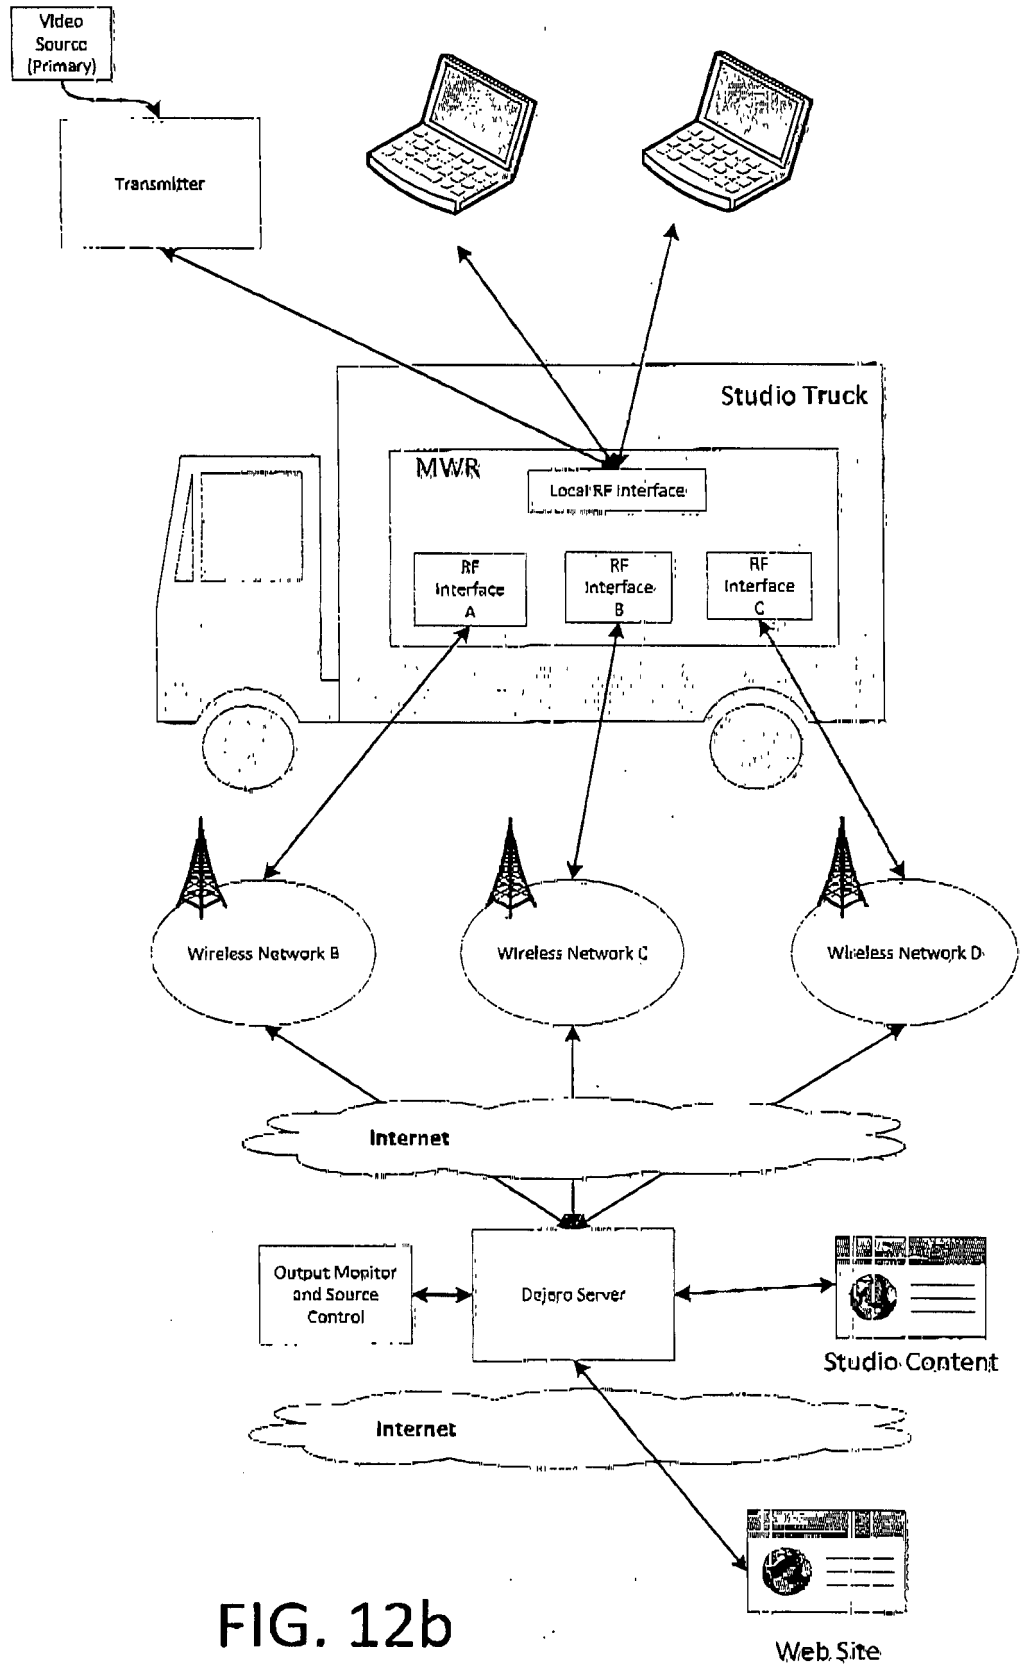 Video
Source
(Primary)
Transmitter
Studio Truck
MWR
Local RF Interface
RF
Interface
A
RF
Interface
B
RF
Interface
C
Wireless Network B
Wireless Network C
Wireless Network D
Internet
Output Monitor
and Source
Control
Dejero Server
Studio Content
Internet
Web Site
FIG. 12b